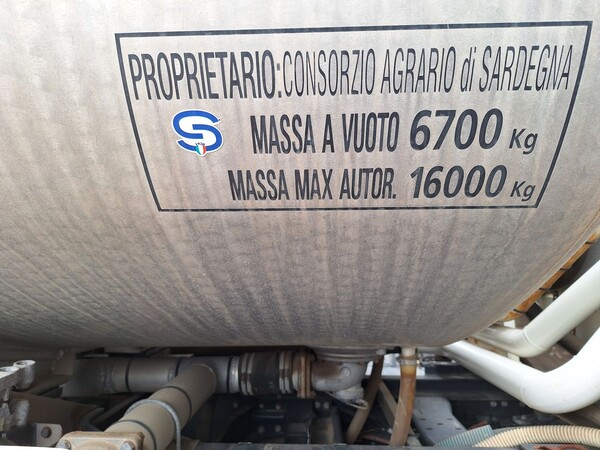 PROPRIETARIO: CONSORZIO AGRARIO di SARDEGNA
MASSA A VUOTO 6700 Kg
MASSA MAX AUTOR. 16000 Kg